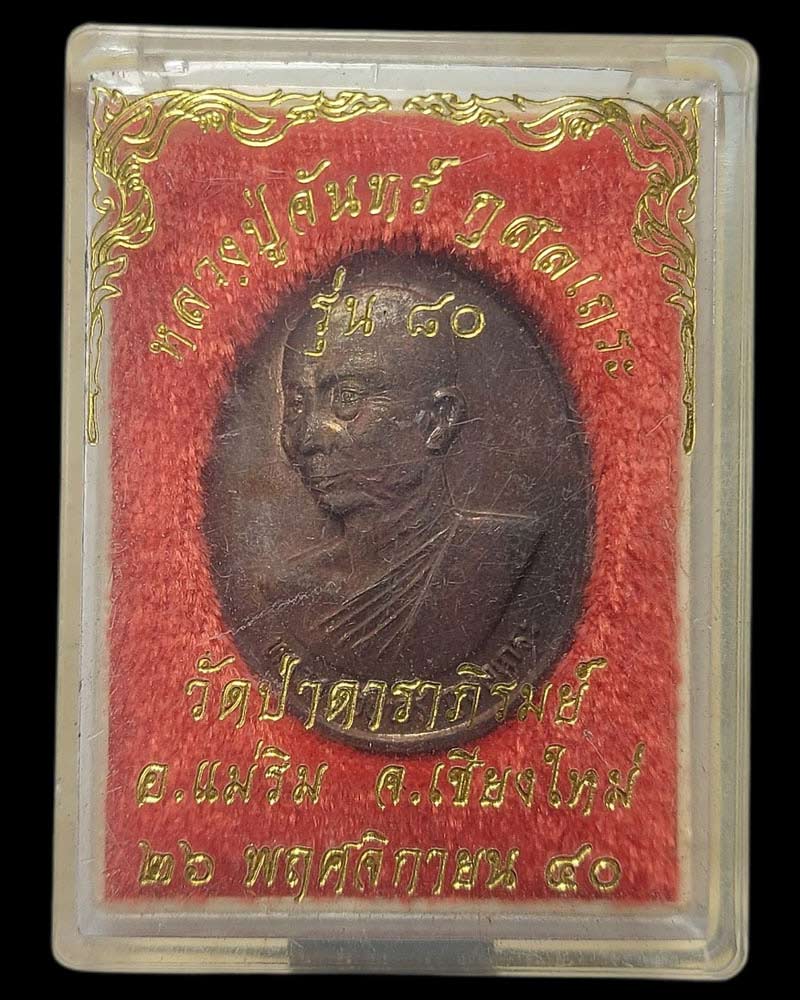 หลวงปู่จันทร์ กุสลเถระ
รุ่น ๘๐
วัดป่าดาราภิรมย์
อ.แม่ริม จ.เชียงใหม่
๒๖ พฤศจิกายน ๔๐